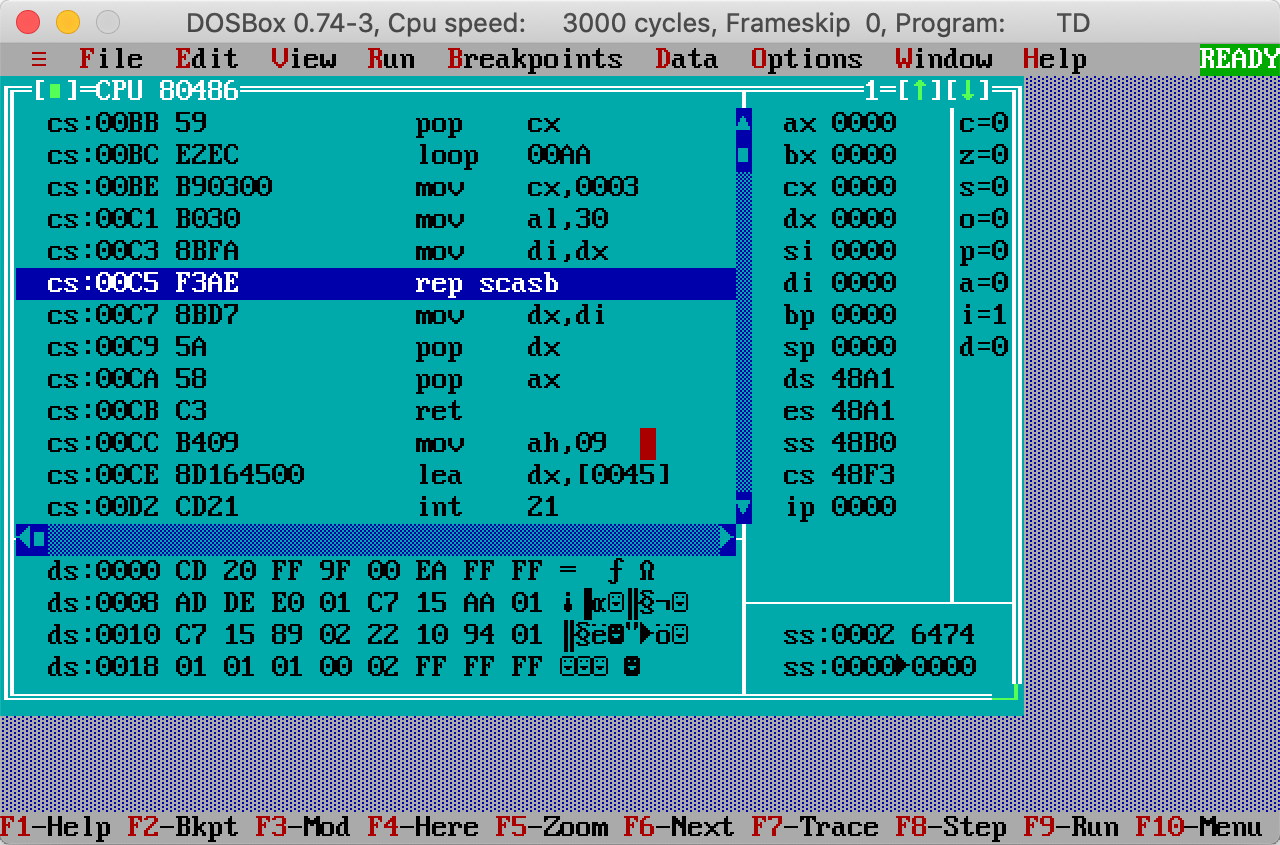 DOSBox 0.74-3, Cpu speed: 3000 cycles, Frameskip 0, Program: TD
≡ File Edit View Run Breakpoints Data Options Window Help READY
[■]=CPU 80486 1=[↑][↓]
cs:00BB 59 pop cx ax 0000 c=0
cs:00BC E2EC loop 00AA bx 0000 z=0
cs:00BE B90300 mov cx,0003 cx 0000 s=0
cs:00C1 B030 mov al,30 dx 0000 o=0
cs:00C3 8BFA mov di,dx si 0000 p=0
cs:00C5 F3AE rep scasb di 0000 a=0
cs:00C7 8BD7 mov dx,di bp 0000 i=1
cs:00C9 5A pop dx sp 0000 d=0
cs:00CA 58 pop ax ds 48A1
cs:00CB C3 ret es 48A1
cs:00CC B409 mov ah,09 ss 48B0
cs:00CE 8D164500 lea dx,[0045] cs 48F3
cs:00D2 CD21 int 21 ip 0000
ds:0000 CD 20 FF 9F 00 EA FF FF = ƒ Ω
ds:0008 AD DE E0 01 C7 15 AA 01 ¡▐α☺╟§¬☺
ds:0010 C7 15 89 02 22 10 94 01 ╟§ë☻"►ö☺ ss:0002 6474
ds:0018 01 01 01 00 02 FF FF FF ☺☺☺ ☻ ss:0000►0000
F1-Help F2-Bkpt F3-Mod F4-Here F5-Zoom F6-Next F7-Trace F8-Step F9-Run F10-Menu